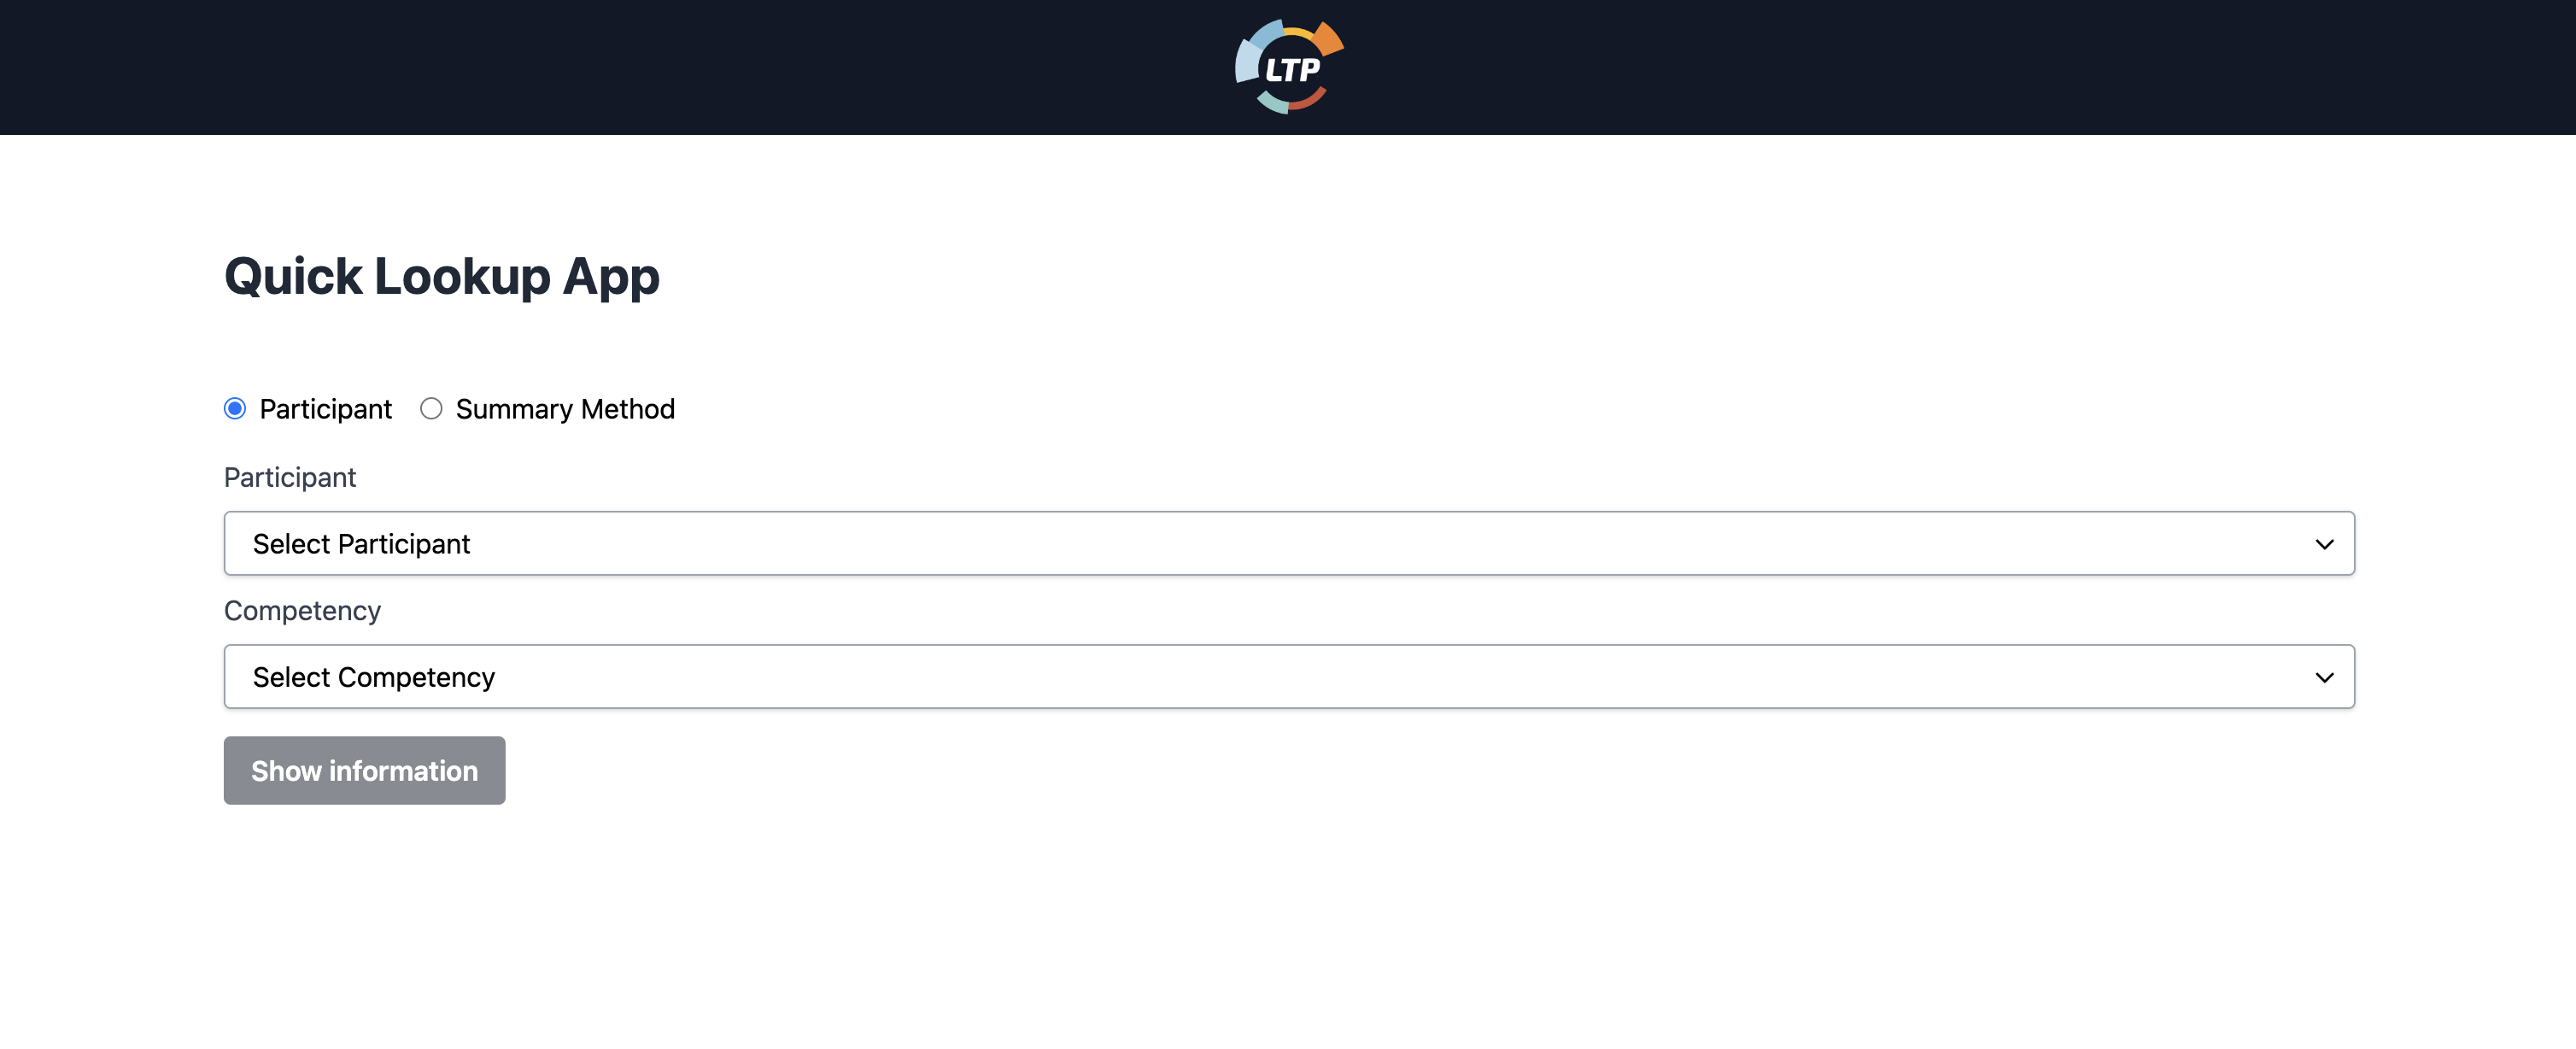 LTP
Quick Lookup App
Participant Summary Method
Participant
Select Participant
Competency
Select Competency
Show information